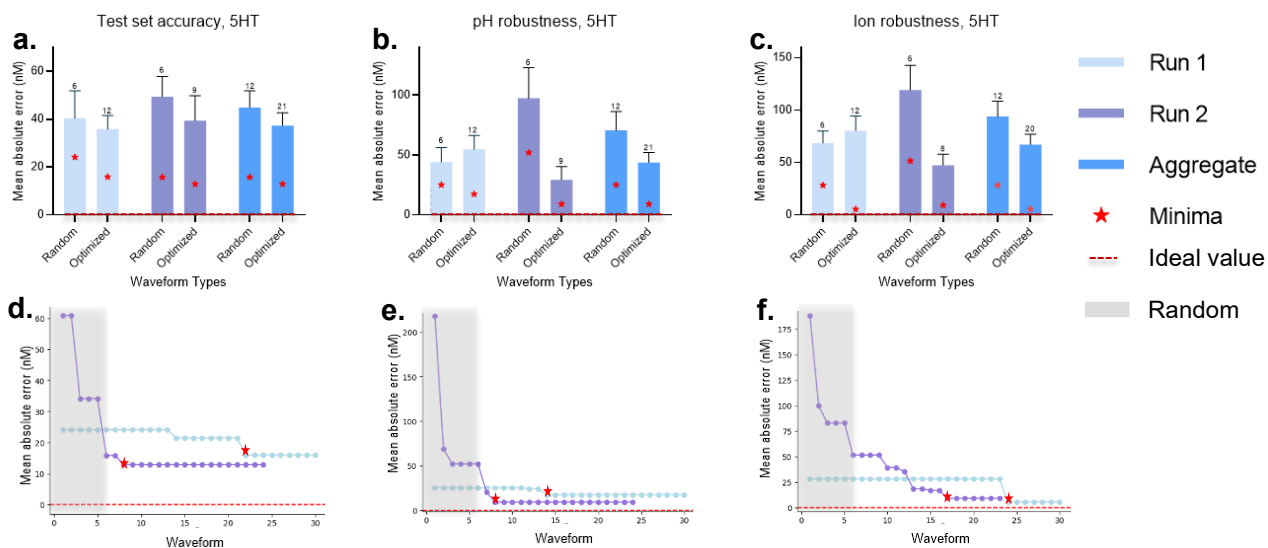 a.
Test set accuracy, 5HT
Mean absolute error (nM)
60
40
20
0
6
12
6
9
12
21
Random
Optimized
Random
Optimized
Random
Optimized
Waveform Types
b.
pH robustness, 5HT
Mean absolute error (nM)
100
50
0
6
12
6
9
12
21
Random
Optimized
Random
Optimized
Random
Optimized
Waveform Types
c.
Ion robustness, 5HT
Mean absolute error (nM)
150
100
50
0
6
12
6
8
12
20
Random
Optimized
Random
Optimized
Random
Optimized
Waveform Types
Run 1
Run 2
Aggregate
Minima
Ideal value
Random
d.
Mean absolute error (nM)
60
50
40
30
20
10
0
0
5
10
15
20
25
30
Waveform
e.
Mean absolute error (nM)
200
150
100
50
0
0
5
10
15
20
25
30
Waveform
f.
Mean absolute error (nM)
175
150
125
100
75
50
25
0
0
5
10
15
20
25
30
Waveform